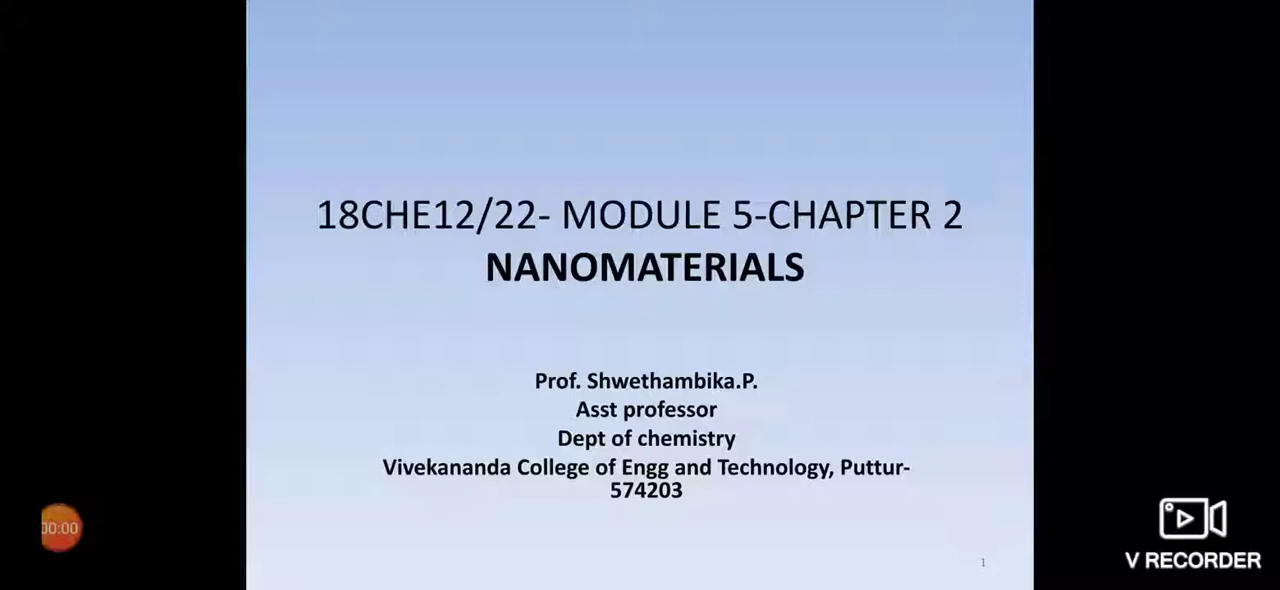 18CHE12/22- MODULE 5-CHAPTER 2
NANOMATERIALS
Prof. Shwethambika.P.
Asst professor
Dept of chemistry
Vivekananda College of Engg and Technology, Puttur-
574203
00:00
V RECORDER
1